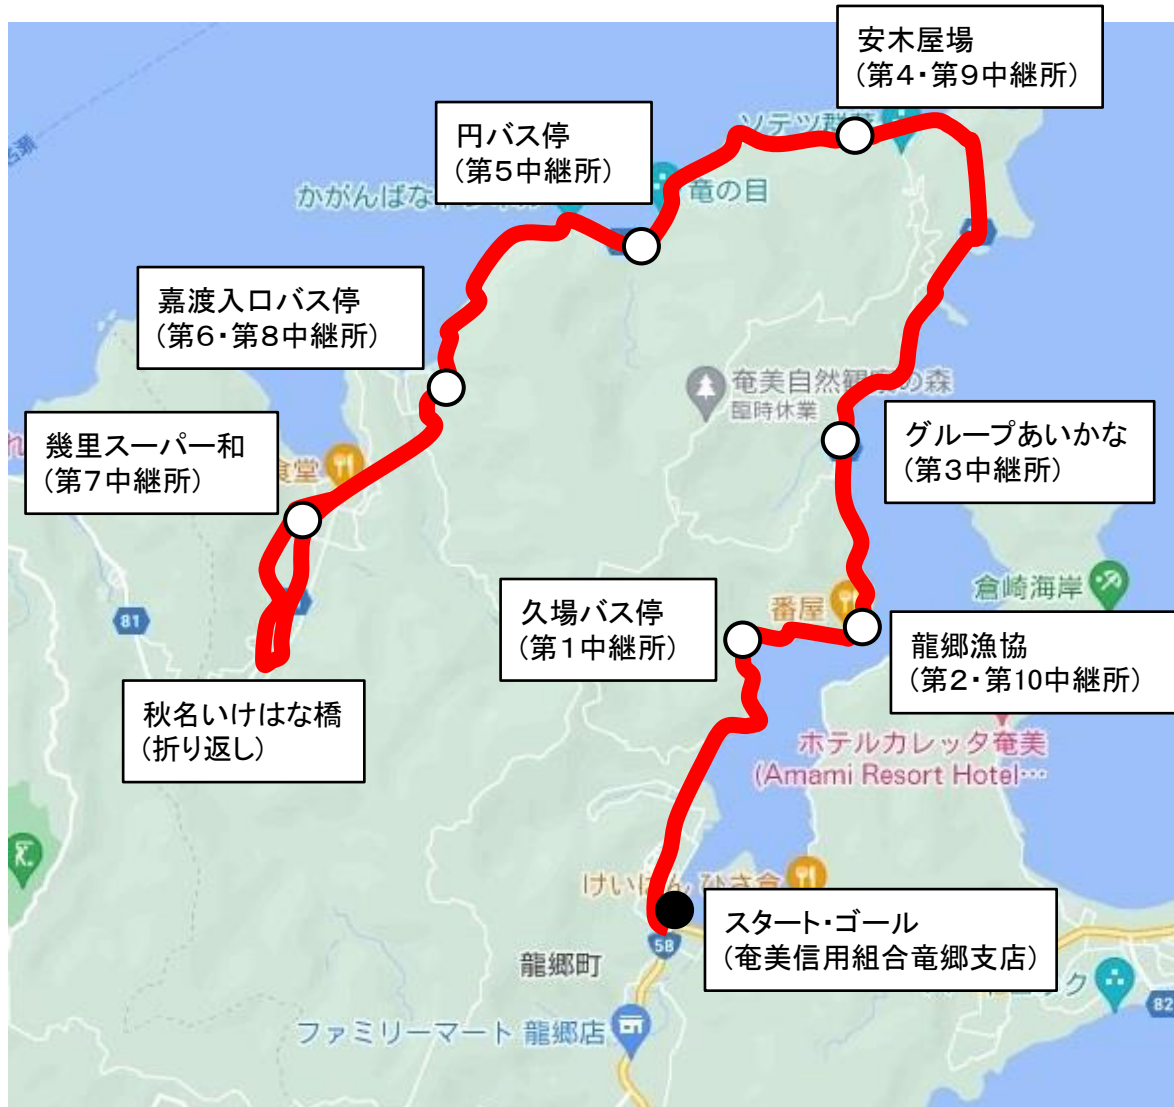 安木屋場
(第4・第9中継所)
円バス停
(第5中継所)
ソテツ群
竜の目
かがんばな
嘉渡入口バス停
(第6・第8中継所)
奄美自然観察の森
臨時休業
幾里スーパー和
(第7中継所)
食堂
グループあいかな
(第3中継所)
81
久場バス停
(第1中継所)
番屋
倉崎海岸
龍郷漁協
(第2・第10中継所)
秋名いけはな橋
(折り返し)
ホテルカレッタ奄美
(Amami Resort Hotel…
けいはん ひさ倉
スタート・ゴール
(奄美信用組合竜郷支店)
58
龍郷町
ク
82
ファミリーマート 龍郷店